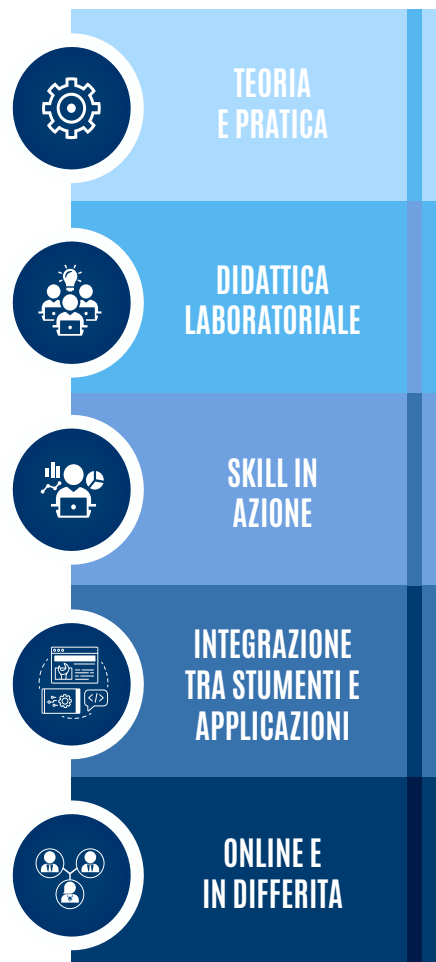 TEORIA
E PRATICA
DIDATTICA
LABORATORIALE
SKILL IN
AZIONE
INTEGRAZIONE
TRA STUMENTI E
APPLICAZIONI
ONLINE E
IN DIFFERITA